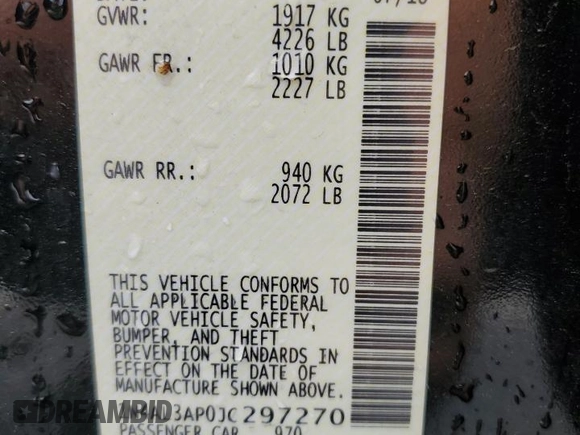 GVWR: 1917 KG
4226 LB
GAWR FR.: 1010 KG
2227 LB
GAWR RR.: 940 KG
2072 LB
THIS VEHICLE CONFORMS TO
ALL APPLICABLE FEDERAL
MOTOR VEHICLE SAFETY,
BUMPER, AND THEFT
PREVENTION STANDARDS IN
EFFECT ON THE DATE OF
MANUFACTURE SHOWN ABOVE.
3AP0JC297270
PASSENGER CAR 970
DREAMBID